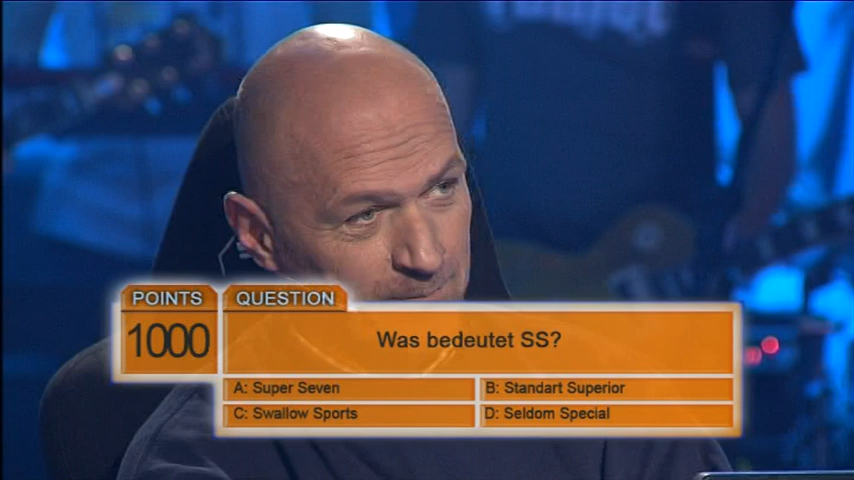 POINTS QUESTION
1000 Was bedeutet SS?
A: Super Seven B: Standart Superior
C: Swallow Sports D: Seldom Special